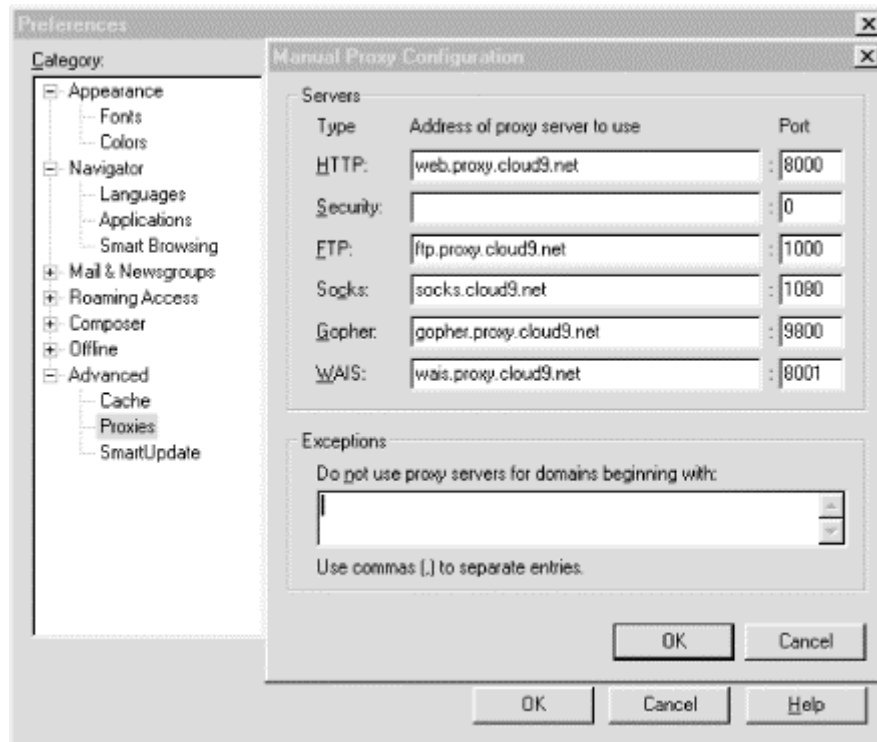 Preferences
Category:
Appearance
Fonts
Colors
Navigator
Languages
Applications
Smart Browsing
Mail & Newsgroups
Roaming Access
Composer
Offline
Advanced
Cache
Proxies
SmartUpdate
Manual Proxy Configuration
Servers
Type Address of proxy server to use Port
HTTP: web.proxy.cloud9.net : 8000
Security: : 0
FTP: ftp.proxy.cloud9.net : 1000
Socks: socks.cloud9.net : 1080
Gopher: gopher.proxy.cloud9.net : 9800
WAIS: wais.proxy.cloud9.net : 8001
Exceptions
Do not use proxy servers for domains beginning with:
Use commas (,) to separate entries.
OK Cancel
OK Cancel Help